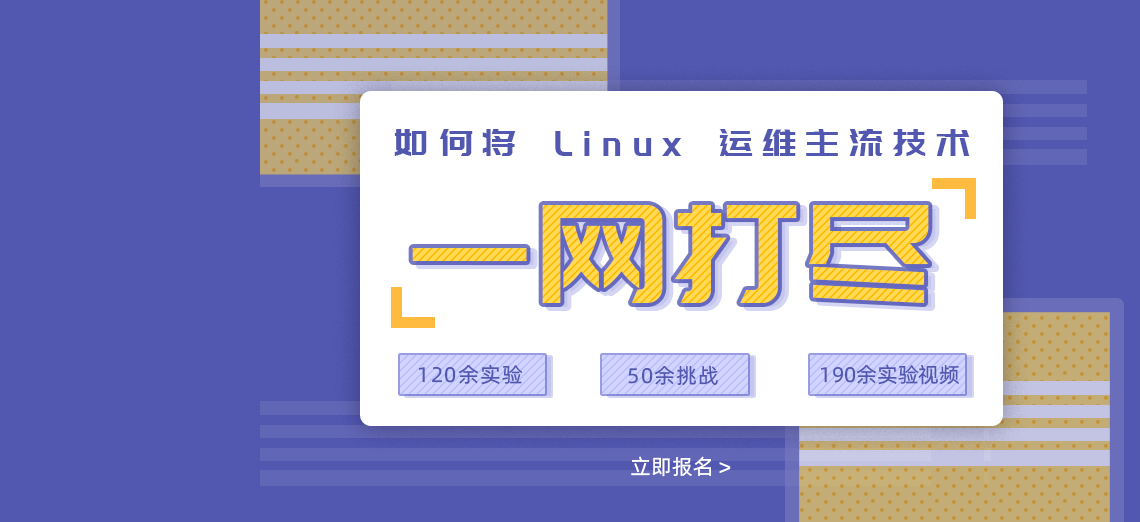 如何将 Linux 运维主流技术
一网打尽
120余实验
50余挑战
190余实验视频
立即报名 >